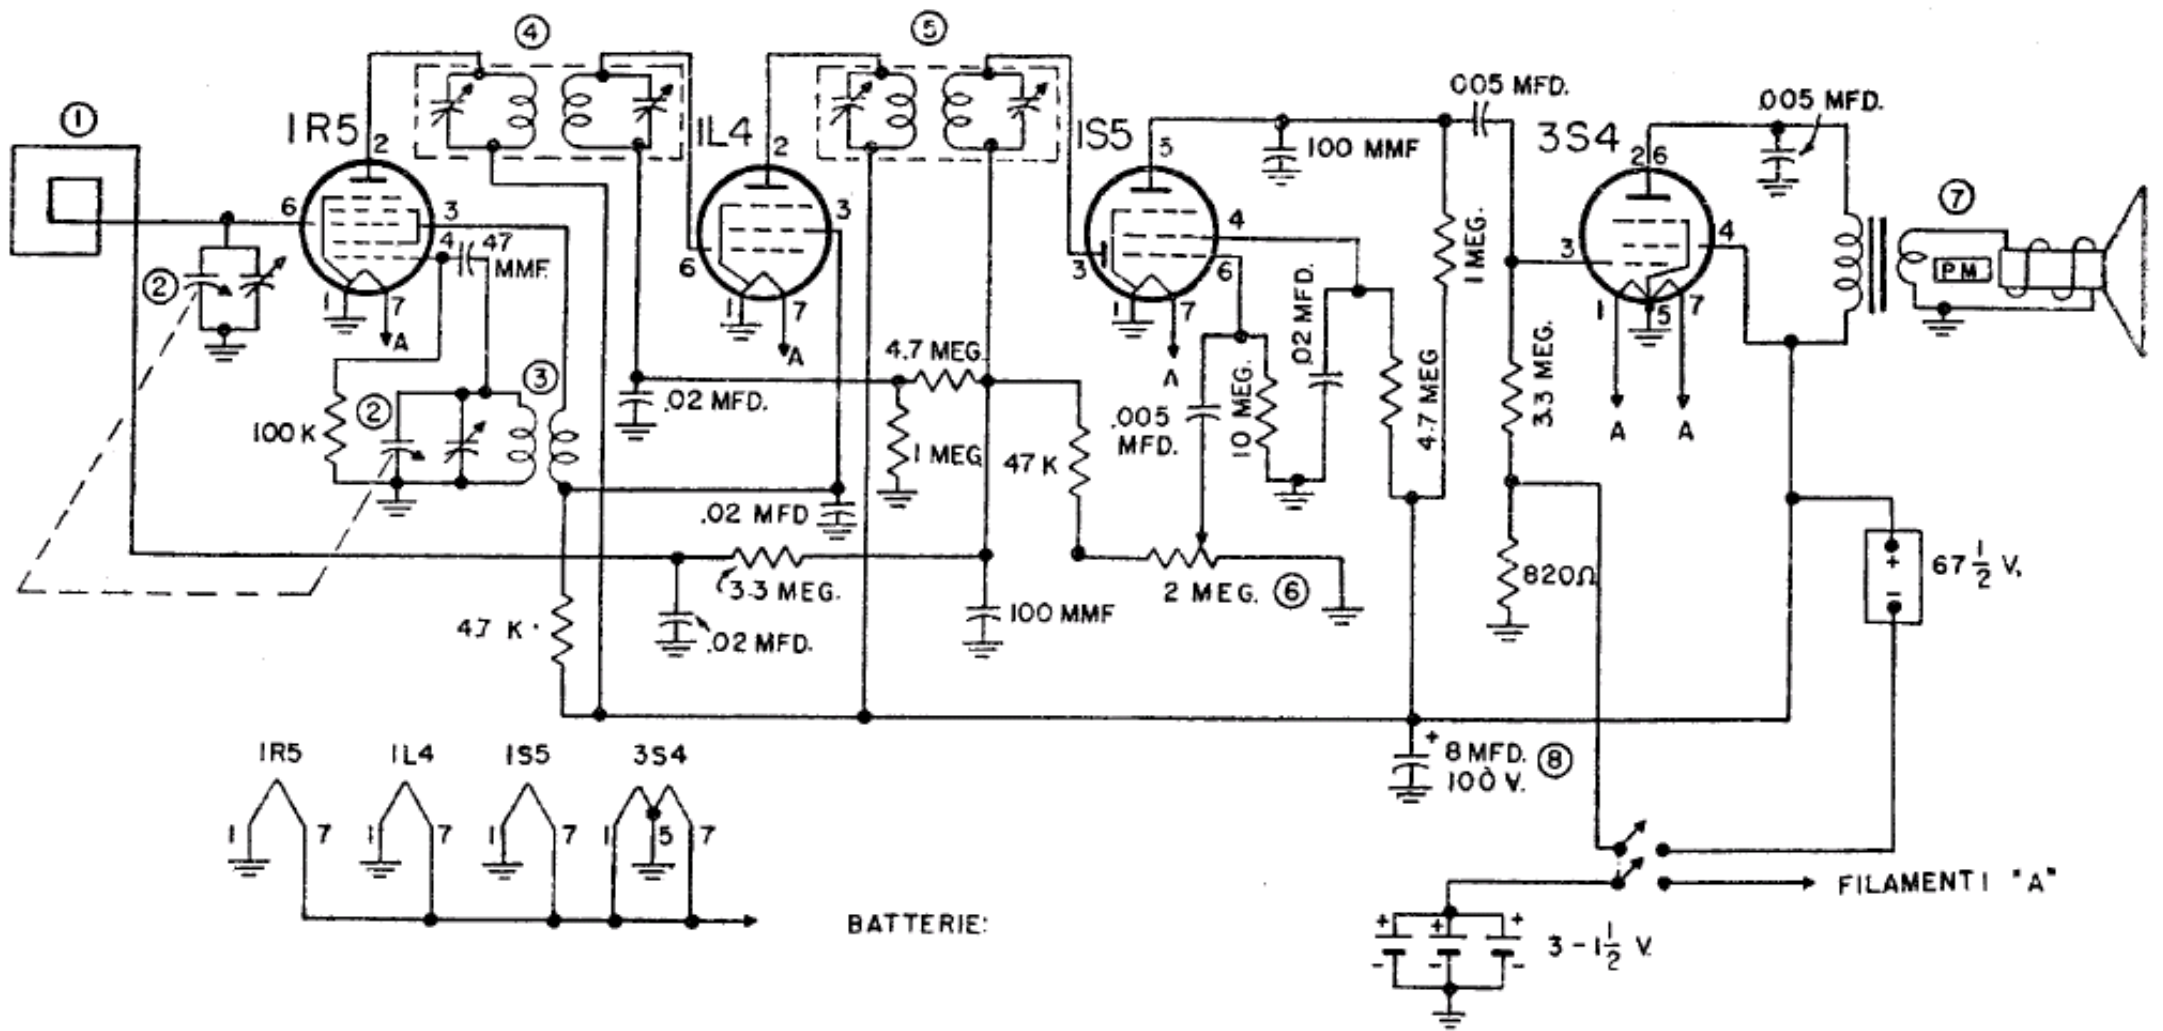 ④
⑤
①
1R5
2
6
3
4
47
MMF.
1
7
A
②
1L4
2
3
6
1
7
A
1S5
5
4
6
3
1
7
A
005 MFD.
100 MMF
1 MEG.
3S4
26
.005 MFD.
3
4
1
5
7
A
A
⑦
P M
③
②
100 K
.02 MFD.
4.7 MEG.
1 MEG
47 K
.005
MFD.
10 MEG.
.02 MFD.
4.7 MEG
3.3 MEG.
.02 MFD
3.3 MEG.
.02 MFD.
100 MMF
2 MEG. ⑥
820Ω
+
-
67 1/2 V.
47 K
+
8 MFD. ⑧
100 V.
1R5
1L4
1S5
3S4
1
7
1
7
1
7
1
5
7
FILAMENTI "A"
BATTERIE:
+
+
+
-
-
-
3-1 1/2 V.